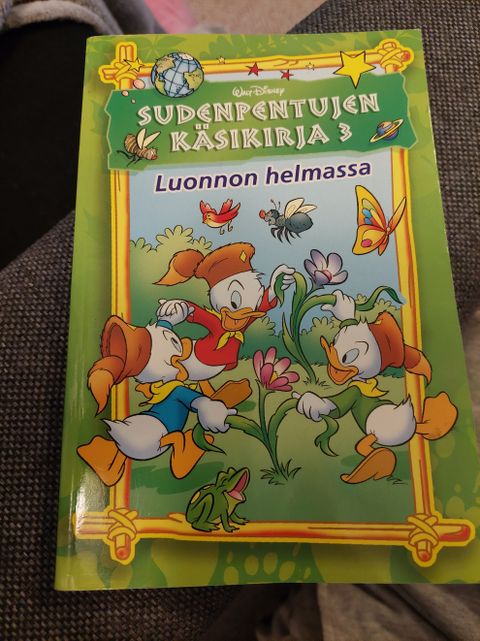 Walt Disney
SUDENPENTUJEN
KÄSIKIRJA 3
Luonnon helmassa